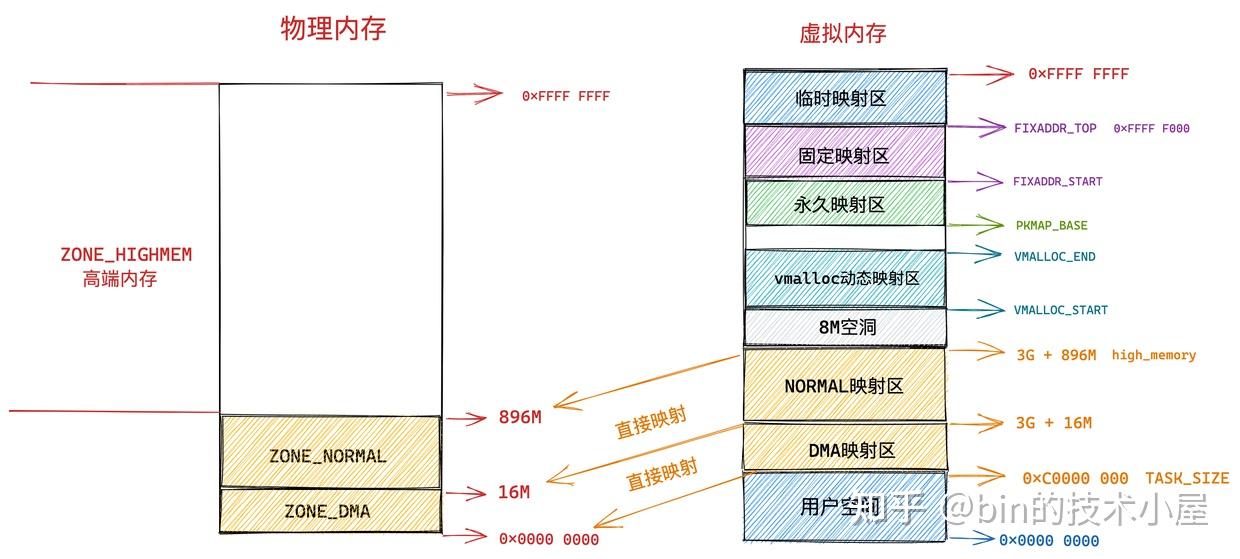 物理内存
0×FFFF FFFF
ZONE_HIGHMEM
高端内存
896M
ZONE_NORMAL
16M
ZONE_DMA
0×0000 0000
直接映射
直接映射
虚拟内存
临时映射区
0×FFFF FFFF
FIXADDR_TOP 0×FFFF F000
固定映射区
FIXADDR_START
永久映射区
PKMAP_BASE
VMALLOC_END
vmalloc动态映射区
VMALLOC_START
8M空洞
3G + 896M high_memory
NORMAL映射区
3G + 16M
DMA映射区
0×C0000 000 TASK_SIZE
用户空间
0×0000 0000
知乎 @bin的技术小屋